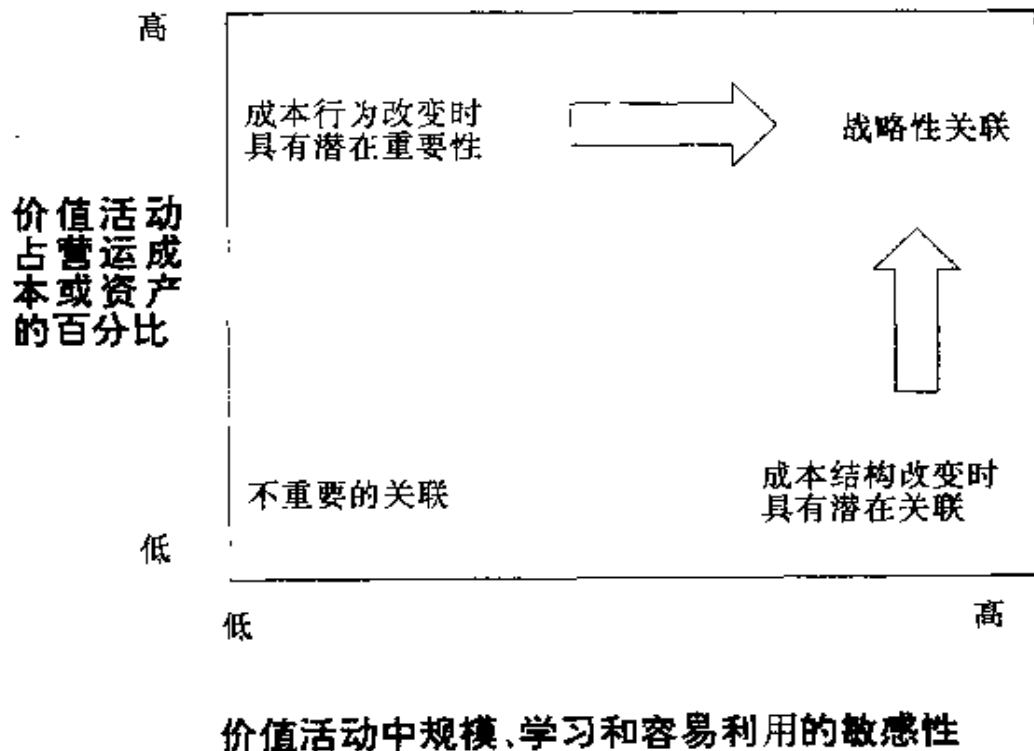 高
成本行为改变时
具有潜在重要性
战略性关联
价值活动
占营运成
本或资产
的百分比
不重要的关联
成本结构改变时
具有潜在关联
低
低
高
价值活动中规模、学习和容易利用的敏感性